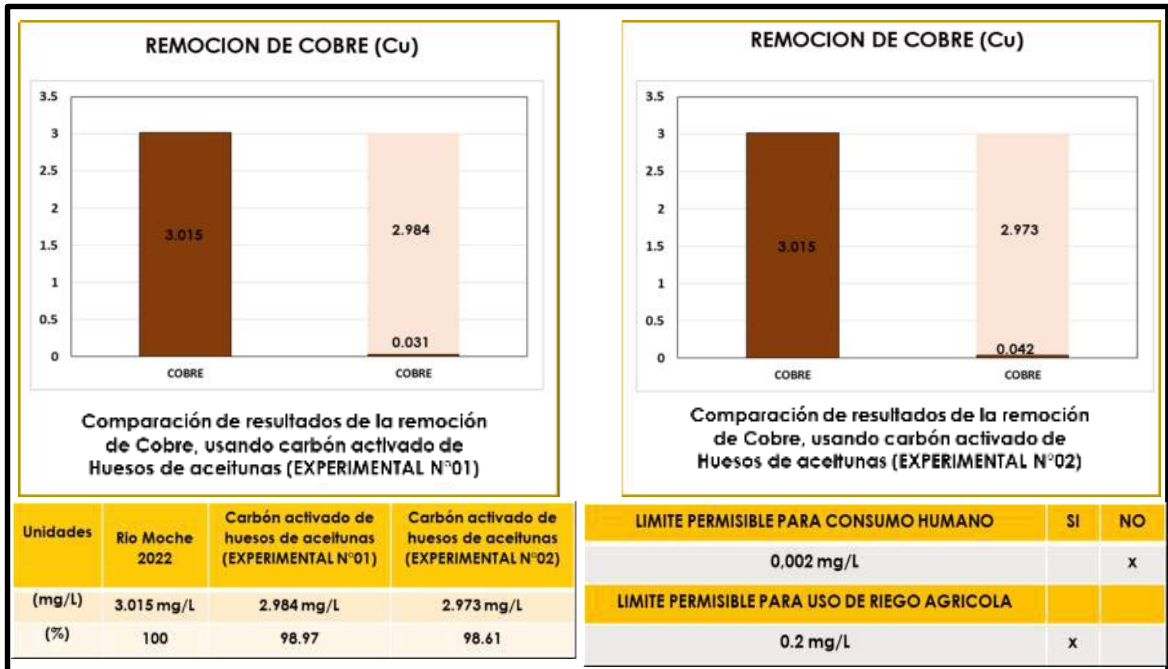 REMOCION DE COBRE (Cu)
3.5
3
2.5
2
1.5
1
0.5
0
3.015
2.984
0.031
COBRE
COBRE
Comparación de resultados de la remoción
de Cobre, usando carbón activado de
Huesos de aceitunas (EXPERIMENTAL N°01)
REMOCION DE COBRE (Cu)
3.5
3
2.5
2
1.5
1
0.5
0
3.015
2.973
0.042
COBRE
COBRE
Comparación de resultados de la remoción
de Cobre, usando carbón activado de
Huesos de aceitunas (EXPERIMENTAL N°02)
Unidades
Rio Moche
2022
Carbón activado de
huesos de aceitunas
(EXPERIMENTAL N°01)
Carbón activado de
huesos de aceitunas
(EXPERIMENTAL N°02)
(mg/L) 3.015 mg/L 2.984 mg/L 2.973 mg/L
(%) 100 98.97 98.61
LIMITE PERMISIBLE PARA CONSUMO HUMANO SI NO
0,002 mg/L x
LIMITE PERMISIBLE PARA USO DE RIEGO AGRICOLA
0.2 mg/L x